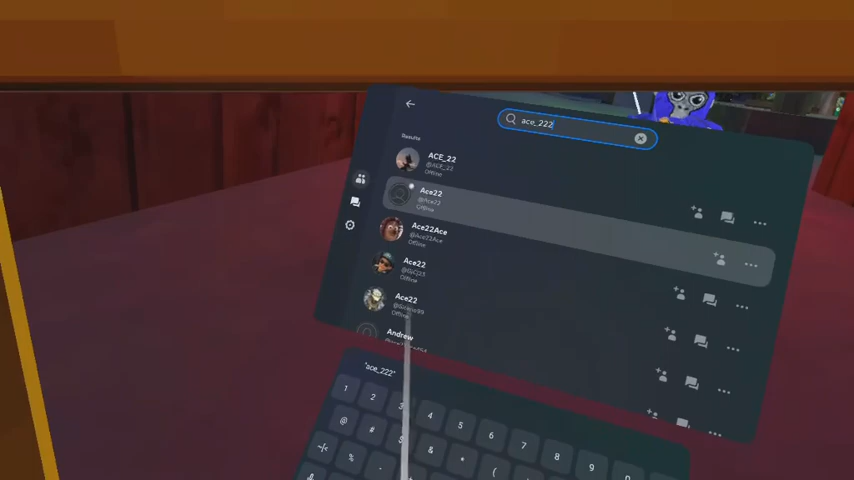 ace_222
Results
ACE_22
@ACE_22
Offline
Ace22
@Ace22
Offline
Ace22Ace
@Ace22Ace
Offline
Ace22
Offline
Ace22
Offline
Andrew
"ace_222"
1 2 3 4 5 6 7 8 9 0
@ # & * (
% -